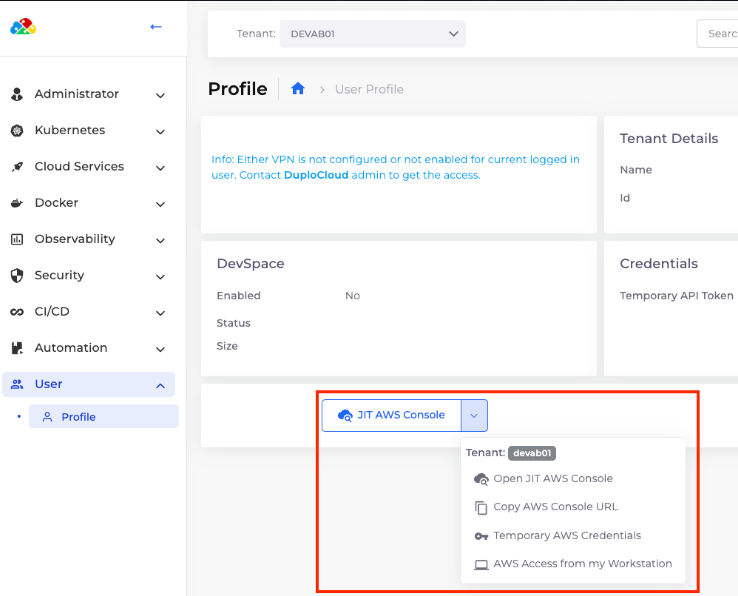 Tenant: DEVAB01
Searc
Profile
User Profile
Administrator
Kubernetes
Cloud Services
Docker
Observability
Security
CI/CD
Automation
User
Profile
Info: Either VPN is not configured or not enabled for current logged in
user. Contact DuploCloud admin to get the access.
Tenant Details
Name
Id
DevSpace
Enabled No
Status
Size
Credentials
Temporary API Token
JIT AWS Console
Tenant: devab01
Open JIT AWS Console
Copy AWS Console URL
Temporary AWS Credentials
AWS Access from my Workstation